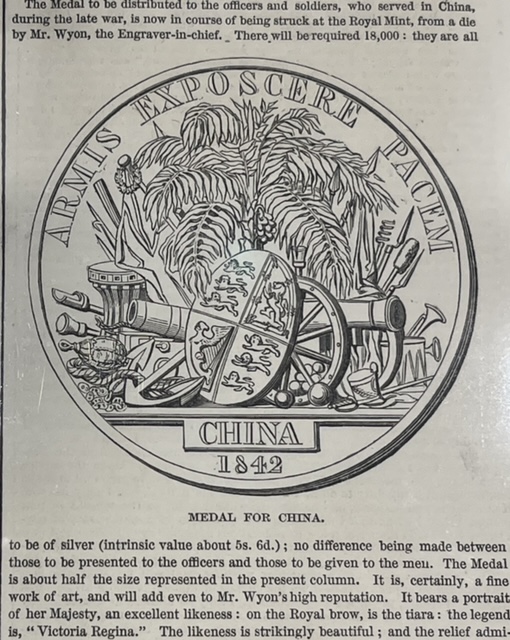 The Medal to be distributed to the officers and soldiers, who served in China,
during the late war, is now in course of being struck at the Royal Mint, from a die
by Mr. Wyon, the Engraver-in-chief. There will be required 18,000 : they are all
ARMIS EXPOSCERE PACEM
CHINA
1842
MEDAL FOR CHINA.
to be of silver (intrinsic value about 5s. 6d.) ; no difference being made between
those to be presented to the officers and those to be given to the men. The Medal
is about half the size represented in the present column. It is, certainly, a fine
work of art, and will add even to Mr. Wyon's high reputation. It bears a portrait
of her Majesty, an excellent likeness : on the Royal brow, is the tiara : the legend
is, "Victoria Regina." The likeness is strikingly beautiful ; and the relief admi-